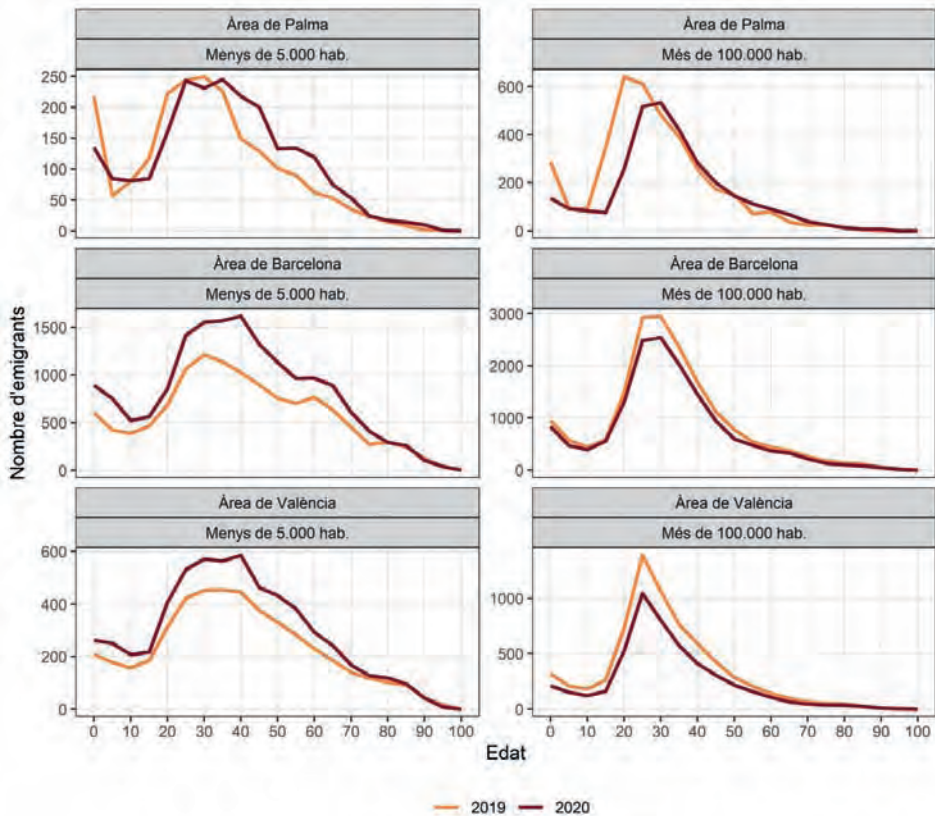 Àrea de Palma
Menys de 5.000 hab.
250
200
150
100
50
0
Àrea de Palma
Més de 100.000 hab.
600
400
200
0
Àrea de Barcelona
Menys de 5.000 hab.
1500
1000
500
0
Àrea de Barcelona
Més de 100.000 hab.
3000
2000
1000
0
Àrea de València
Menys de 5.000 hab.
600
400
200
0
0 10 20 30 40 50 60 70 80 90 100
Àrea de València
Més de 100.000 hab.
1000
500
0
0 10 20 30 40 50 60 70 80 90 100
Nombre d'emigrants
Edat
2019 2020